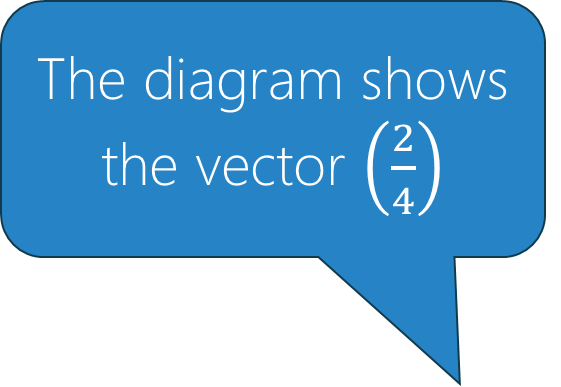 The diagram shows
the vector (2/4)